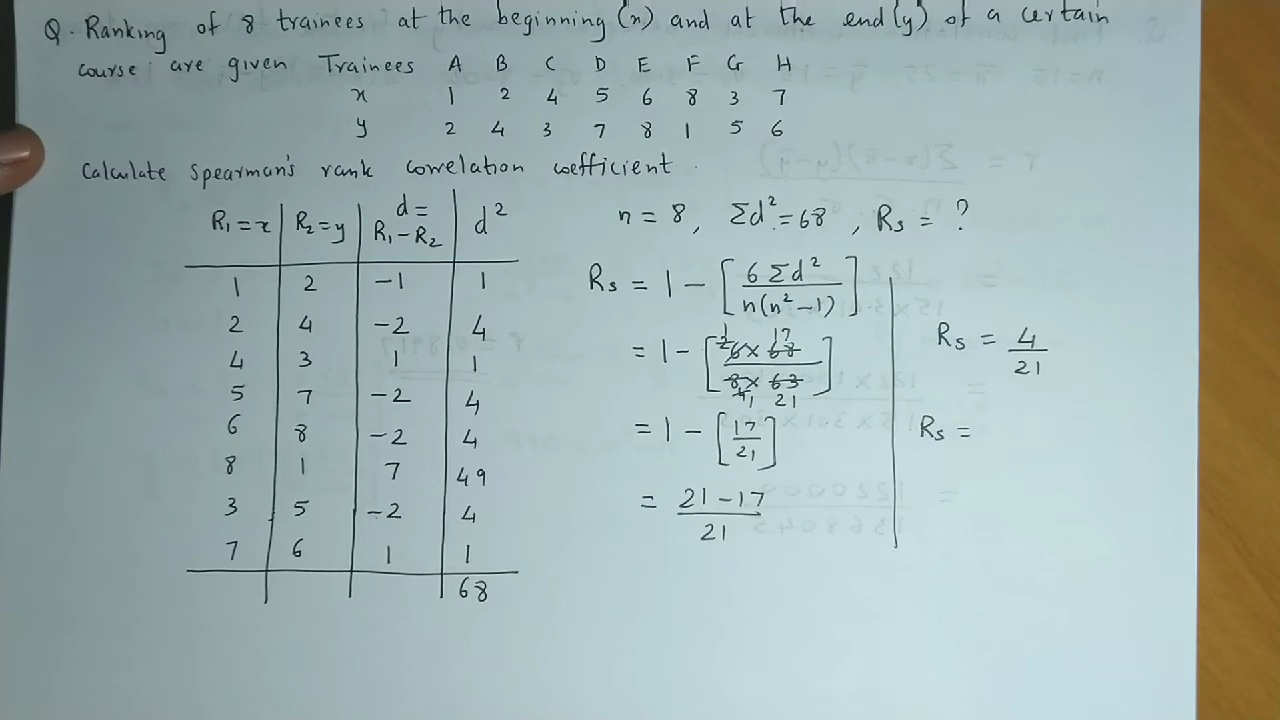 Q. Ranking of 8 trainees at the beginning (x) and at the end (y) of a certain
course are given Trainees A B C D E F G H
x 1 2 4 5 6 8 3 7
y 2 4 3 7 8 1 5 6
Calculate Spearman's rank correlation coefficient.
R₁=x R₂=y d= R₁-R₂ d²
1 2 -1 1
2 4 -2 4
4 3 1 1
5 7 -2 4
6 8 -2 4
8 1 7 49
3 5 -2 4
7 6 1 1
68
n = 8, Σd² = 68, Rs = ?
Rs = 1 - [6Σd² / n(n²-1)]
= 1 - [6 × 68 / 8 × 63]
= 1 - [17/21]
= 21-17 / 21
Rs = 4/21
Rs =